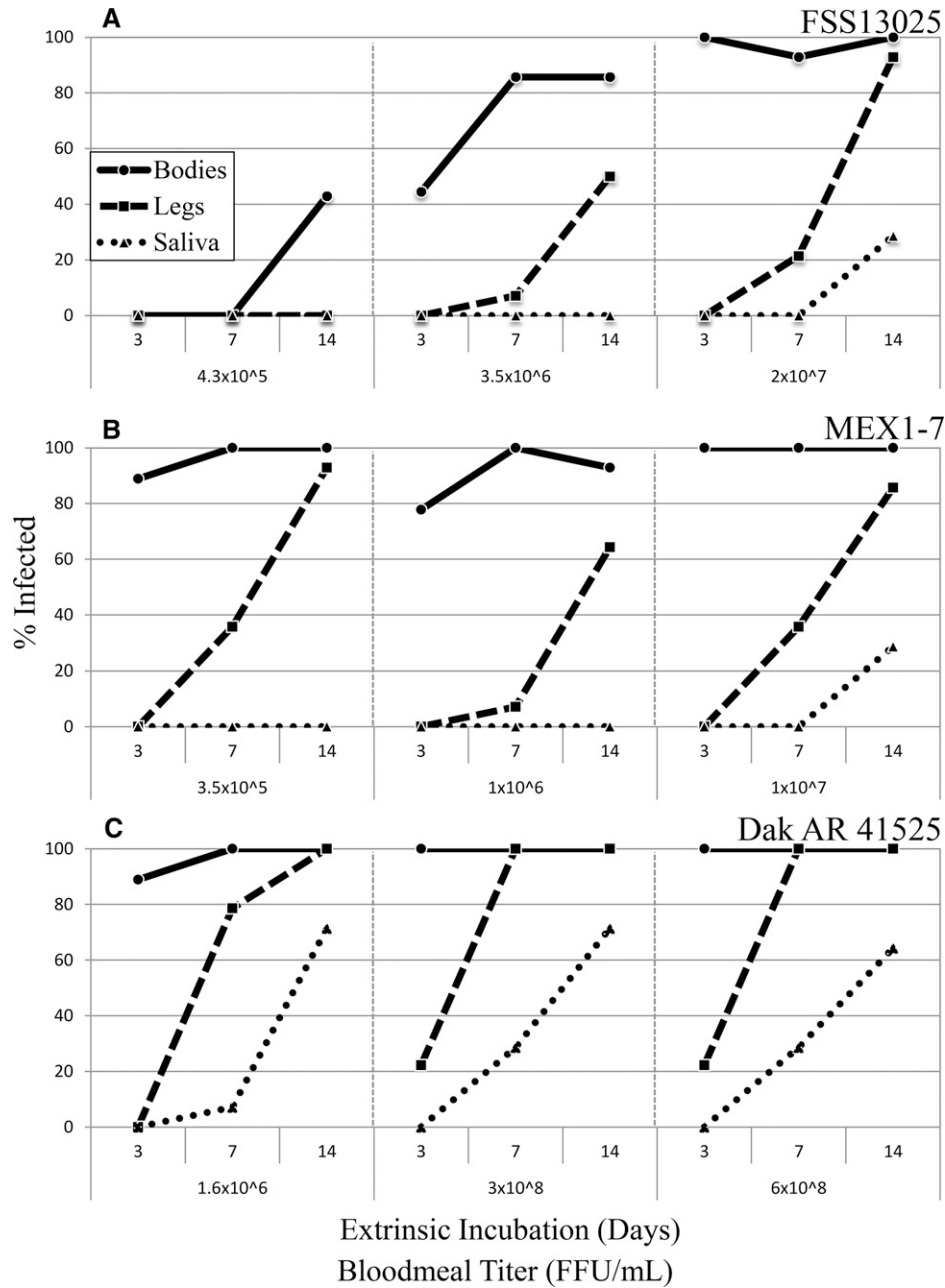 A
FSS13025
100
80
60
40
20
0
Bodies
Legs
Saliva
3 7 14 3 7 14 3 7 14
4.3x10^5 3.5x10^6 2x10^7
B
MEX1-7
100
80
60
40
20
0
% Infected
3 7 14 3 7 14 3 7 14
3.5x10^5 1x10^6 1x10^7
C
Dak AR 41525
100
80
60
40
20
0
3 7 14 3 7 14 3 7 14
1.6x10^6 3x10^8 6x10^8
Extrinsic Incubation (Days)
Bloodmeal Titer (FFU/mL)